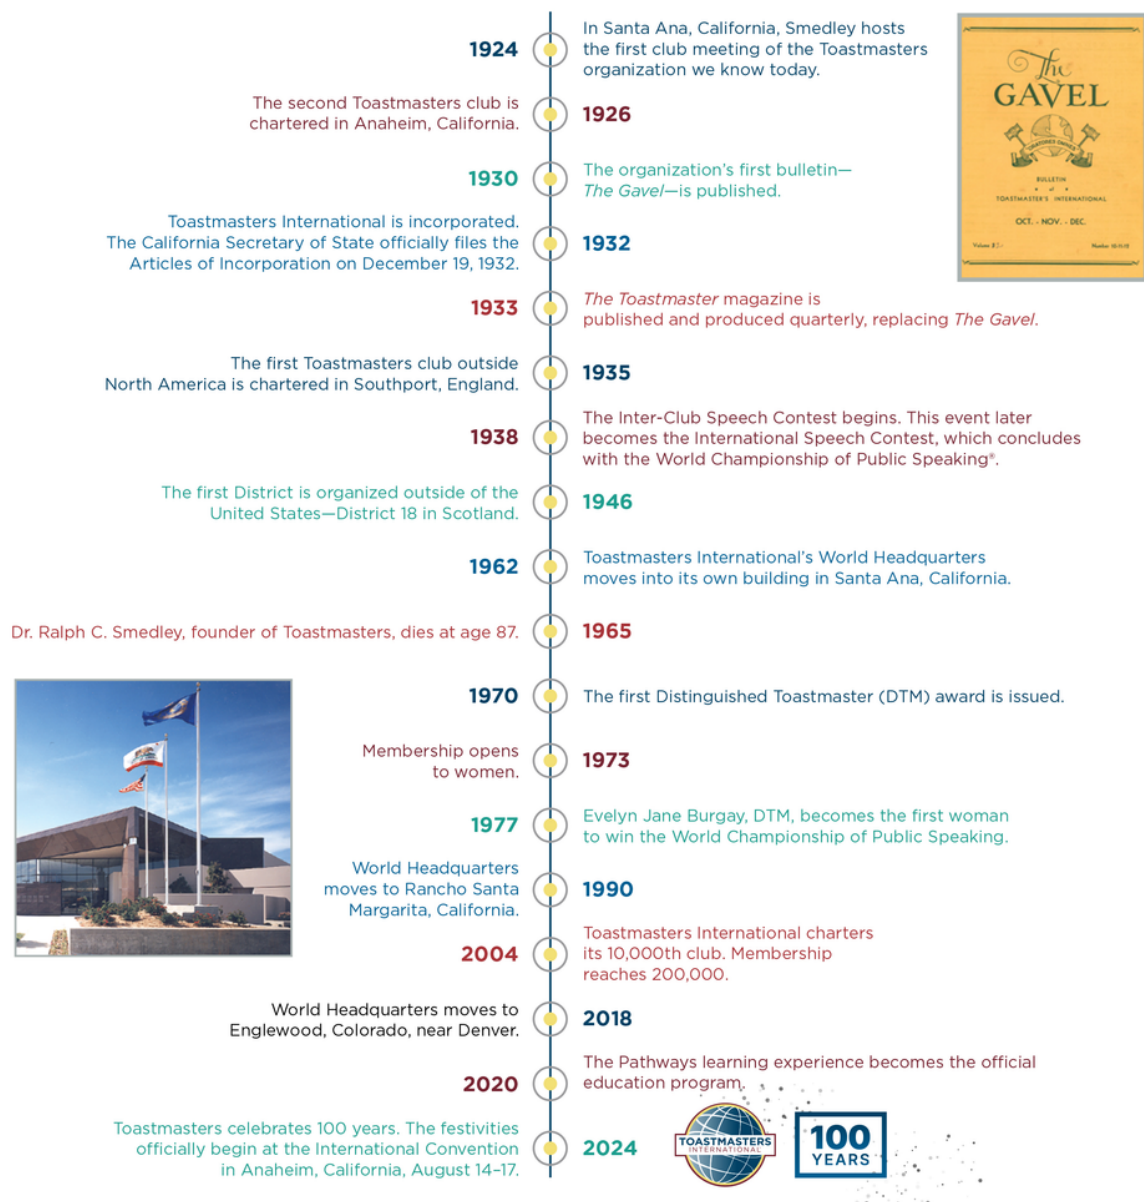 1924
In Santa Ana, California, Smedley hosts
the first club meeting of the Toastmasters
organization we know today.
The
GAVEL
BULLETIN
of
TOASTMASTER'S INTERNATIONAL
OCT. - NOV. - DEC.
The second Toastmasters club is
chartered in Anaheim, California.
1926
1930
The organization's first bulletin—
The Gavel—is published.
Toastmasters International is incorporated.
The California Secretary of State officially files the
Articles of Incorporation on December 19, 1932.
1932
1933
The Toastmaster magazine is
published and produced quarterly, replacing The Gavel.
The first Toastmasters club outside
North America is chartered in Southport, England.
1935
1938
The Inter-Club Speech Contest begins. This event later
becomes the International Speech Contest, which concludes
with the World Championship of Public Speaking®.
The first District is organized outside of the
United States—District 18 in Scotland.
1946
1962
Toastmasters International's World Headquarters
moves into its own building in Santa Ana, California.
Dr. Ralph C. Smedley, founder of Toastmasters, dies at age 87.
1965
1970
The first Distinguished Toastmaster (DTM) award is issued.
Membership opens
to women.
1973
1977
Evelyn Jane Burgay, DTM, becomes the first woman
to win the World Championship of Public Speaking.
World Headquarters
moves to Rancho Santa
Margarita, California.
1990
2004
Toastmasters International charters
its 10,000th club. Membership
reaches 200,000.
World Headquarters moves to
Englewood, Colorado, near Denver.
2018
2020
The Pathways learning experience becomes the official
education program.
Toastmasters celebrates 100 years. The festivities
officially begin at the International Convention
in Anaheim, California, August 14–17.
2024
TOASTMASTERS
INTERNATIONAL
100
YEARS